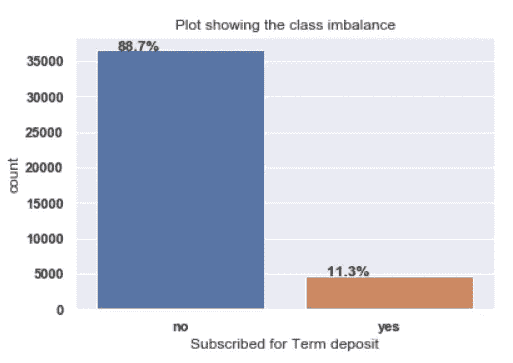 Plot showing the class imbalance
88.7%
35000
30000
25000
20000
15000
10000
5000
0
count
11.3%
no
yes
Subscribed for Term deposit